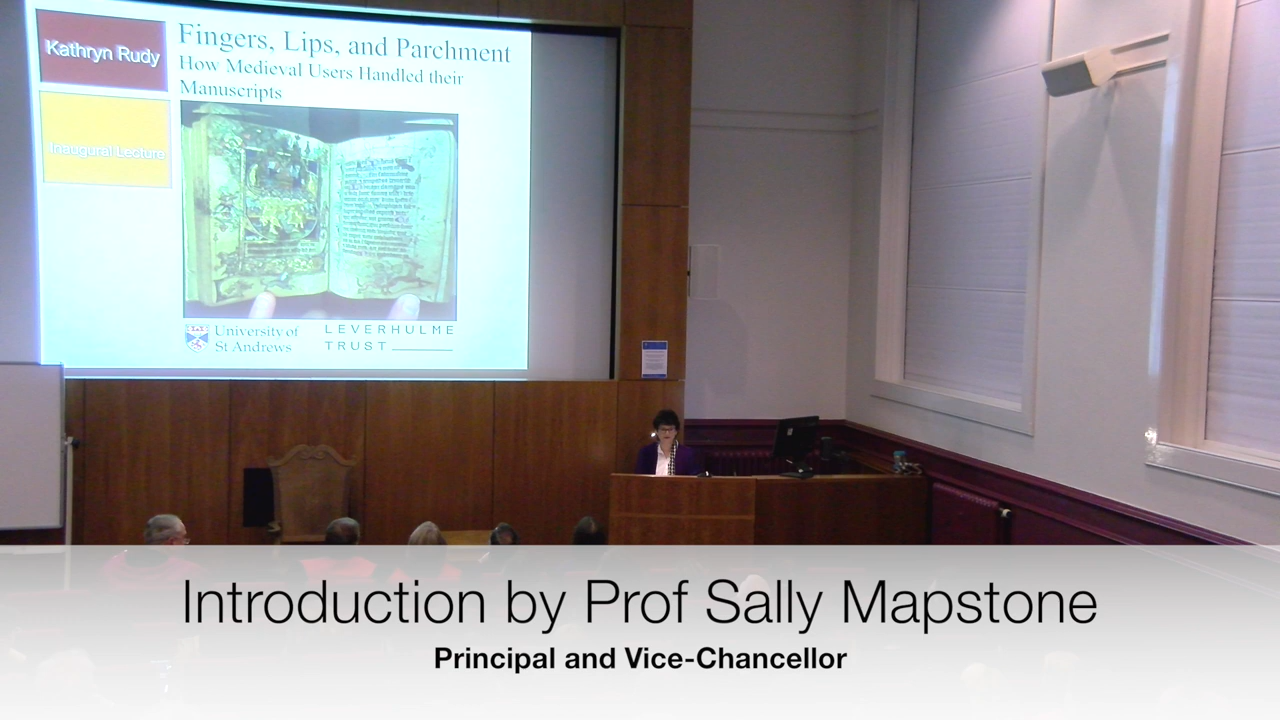 Kathryn Rudy
Inaugural Lecture
Fingers, Lips, and Parchment
How Medieval Users Handled their
Manuscripts
University of
St Andrews
LEVERHULME
TRUST
Introduction by Prof Sally Mapstone
Principal and Vice-Chancellor